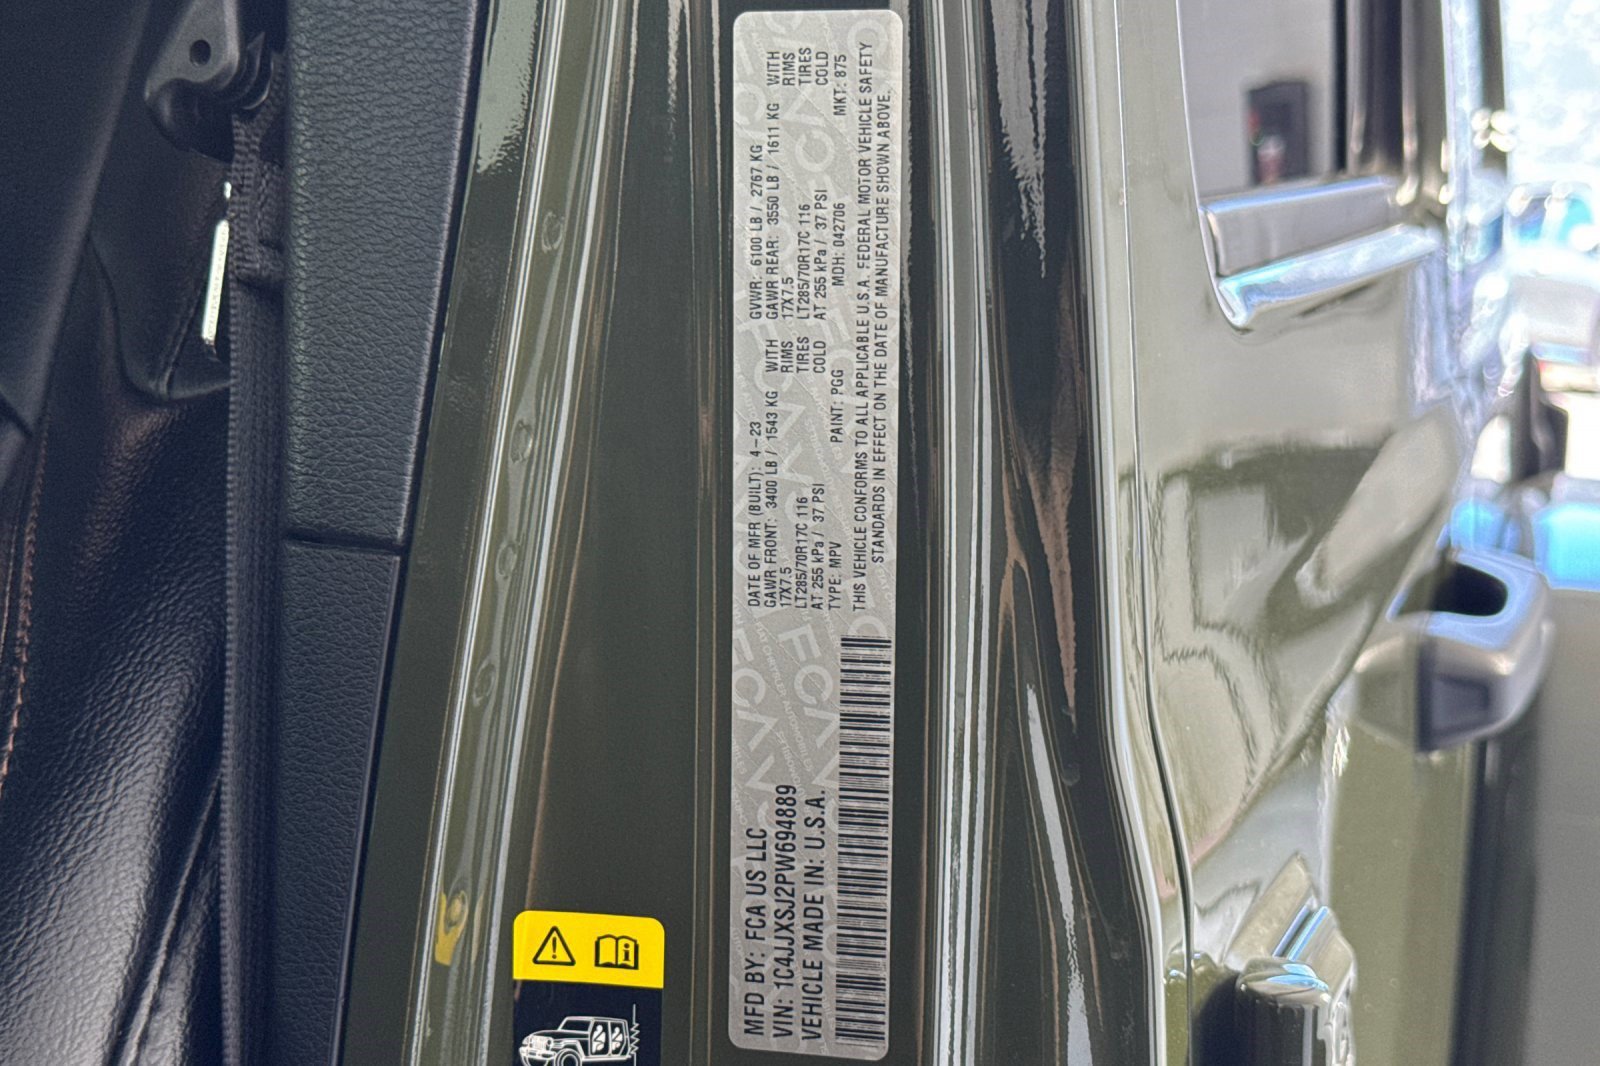 MFD BY: FCA US LLC
VIN: 1C4JJXSJ2PW694889
VEHICLE MADE IN: U.S.A.
DATE OF MFR (BUILT): 4-23 GVWR: 6100 LB / 2767 KG
GAWR FRONT: 3400 LB / 1543 KG WITH GAWR REAR: 3550 LB / 1611 KG WITH
17X7.5 RIMS 17X7.5 RIMS
LT285/70R17C 116 TIRES LT285/70R17C 116 TIRES
AT 255 kPa / 37 PSI COLD AT 255 kPa / 37 PSI COLD
TYPE: MPV PAINT: PGG MDH: 042706 MKT: 875
THIS VEHICLE CONFORMS TO ALL APPLICABLE U.S.A. FEDERAL MOTOR VEHICLE SAFETY
STANDARDS IN EFFECT ON THE DATE OF MANUFACTURE SHOWN ABOVE.